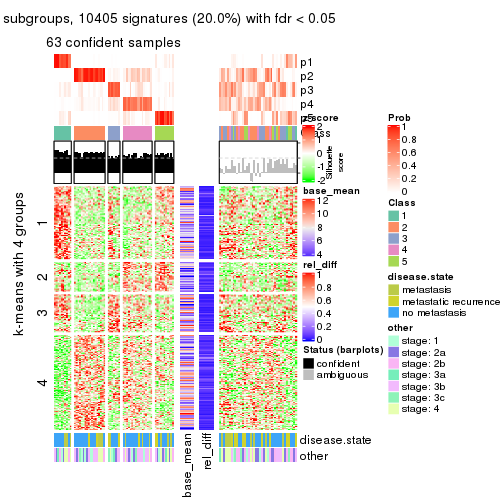 subgroups, 10405 signatures (20.0%) with fdr < 0.05
63 confident samples
p1
p2
p3
p4
p5
Class
Silhouette
score
k-means with 4 groups
1
2
3
4
z-score
2
1
0
-1
-2
base_mean
12
10
8
6
4
rel_diff
1
0.8
0.6
0.4
0.2
0
Status (barplots)
confident
ambiguous
Prob
1
0.8
0.6
0.4
0.2
0
Class
1
2
3
4
5
disease.state
metastasis
metastatic recurrence
no metastasis
other
stage: 1
stage: 2a
stage: 2b
stage: 3a
stage: 3b
stage: 3c
stage: 4
disease.state
other
base_mean
rel_diff